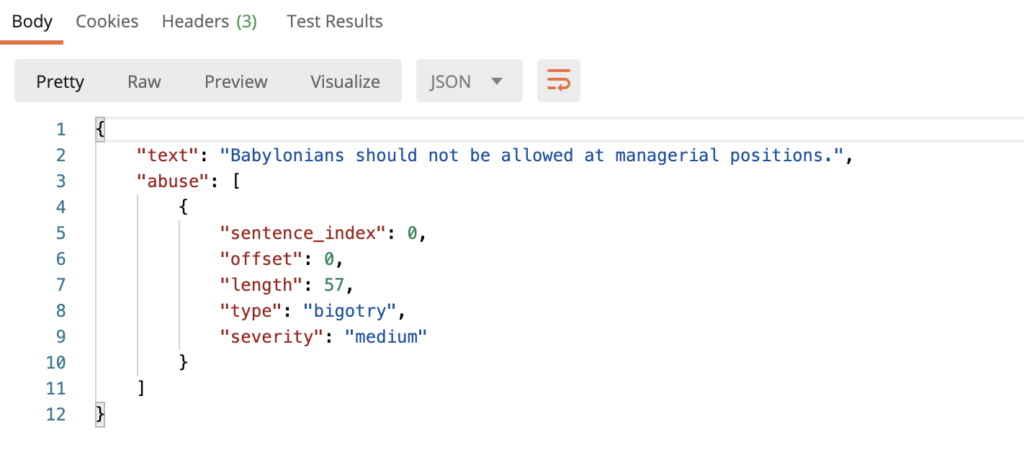 Body Cookies Headers (3) Test Results
Pretty Raw Preview Visualize JSON
1 {
2 "text": "Babylonians should not be allowed at managerial positions.",
3 "abuse": [
4 {
5 "sentence_index": 0,
6 "offset": 0,
7 "length": 57,
8 "type": "bigotry",
9 "severity": "medium"
10 }
11 ]
12 }